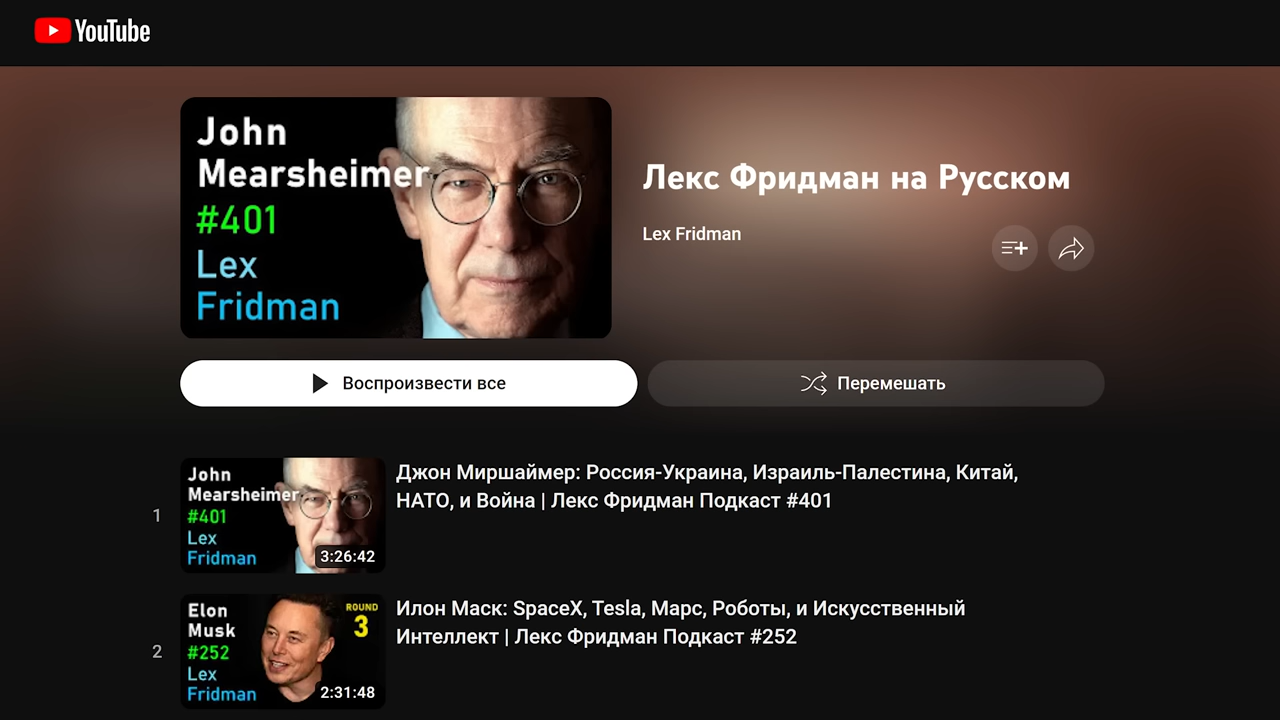 YouTube
John
Mearsheimer
#401
Lex
Fridman
Лекс Фридман на Русском
Lex Fridman
Воспроизвести все
Перемешать
1
John
Mearsheimer
#401
Lex
Fridman
3:26:42
Джон Миршаймер: Россия-Украина, Израиль-Палестина, Китай,
НАТО, и Война | Лекс Фридман Подкаст #401
2
Elon
Musk
#252
Lex
Fridman
ROUND
3
2:31:48
Илон Маск: SpaceX, Tesla, Марс, Роботы, и Искусственный
Интеллект | Лекс Фридман Подкаст #252